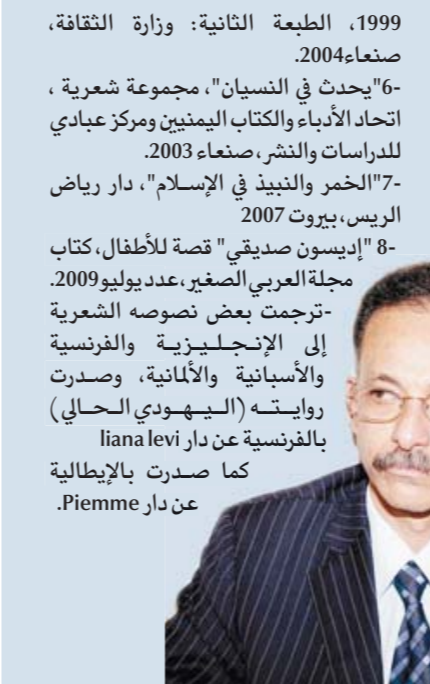 1999، الطبعة الثانية: وزارة الثقافة،
صنعاء2004.
-6"يحدث في النسيان"، مجموعة شعرية ،
اتحاد الأدباء والكتاب اليمنيين ومركز عبادي
للدراسات والنشر ،صنعاء 2003.
-7"الخمر والنبيذ في الإسلام"، دار رياض
الريس،بيروت 2007
-8 "إديسون صديقي" قصة للأطفال، كتاب
مجلة العربي الصغير ،عدد يوليو2009.
-ترجمت بعض نصوصه الشعرية
إلى الإنجليزية والفرنسية
والأسبانية والألمانية، وصدرت
روايته (اليهودي الحالي)
بالفرنسية عن دار liana levi
كما صدرت بالإيطالية
عن دار Piemme.